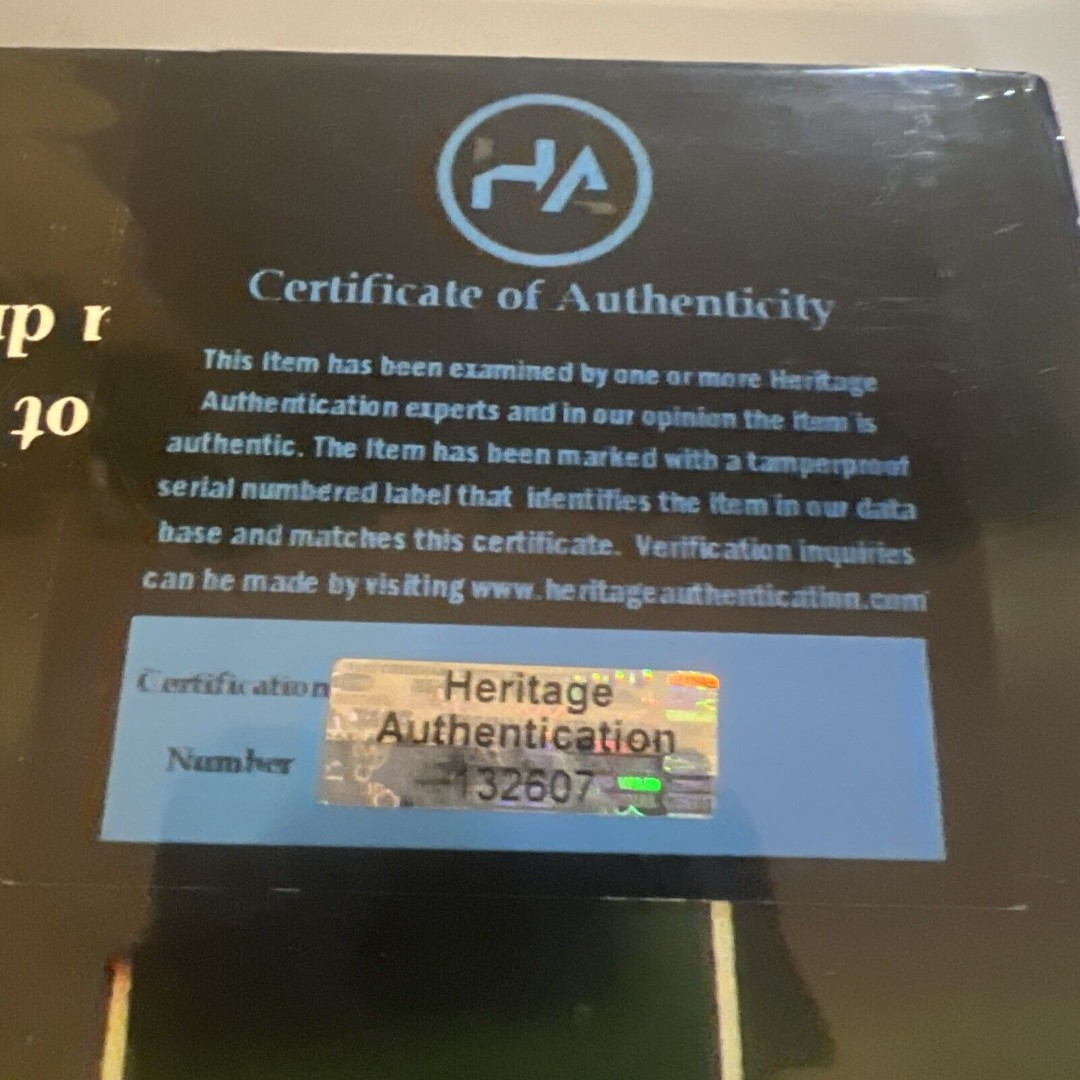 HA
Certificate of Authenticity
This Item has been examined by one or more Heritage
Authentication experts and in our opinion the Item is
authentic. The Item has been marked with a tamperproof
serial numbered label that identifies the Item in our data
base and matches this certificate. Verification inquiries
can be made by visiting www.heritageauthentication.com
Certification
Number
Heritage
Authentication
132607